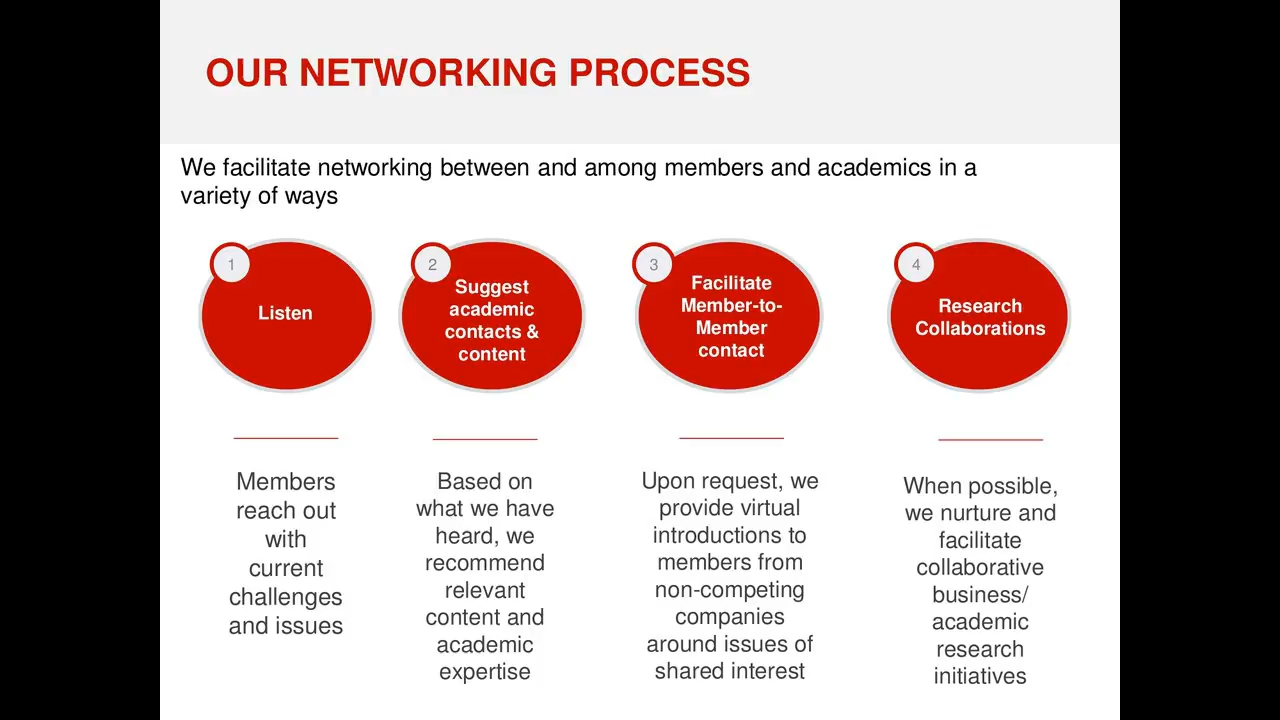 OUR NETWORKING PROCESS
We facilitate networking between and among members and academics in a
variety of ways
1
Listen
Members
reach out
with
current
challenges
and issues
2
Suggest
academic
contacts &
content
Based on
what we have
heard, we
recommend
relevant
content and
academic
expertise
3
Facilitate
Member-to-
Member
contact
Upon request, we
provide virtual
introductions to
members from
non-competing
companies
around issues of
shared interest
4
Research
Collaborations
When possible,
we nurture and
facilitate
collaborative
business/
academic
research
initiatives